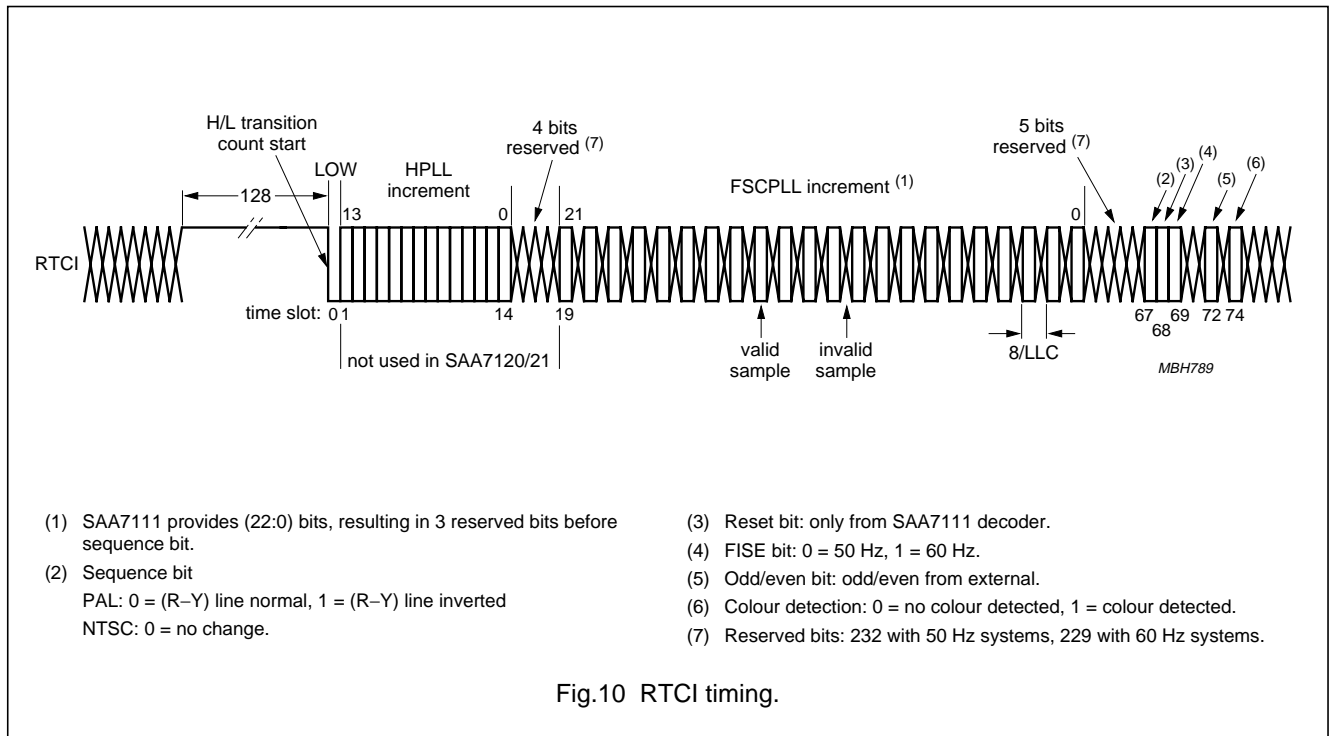 H/L transition
count start
LOW
128
HPLL
increment
4 bits
reserved (7)
FSCPLL increment (1)
5 bits
reserved (7)
(2)
(3)
(4)
(5)
(6)
13
0
21
0
RTCI
time slot:
0 1
14
19
67
68
69
72
74
not used in SAA7120/21
valid
sample
invalid
sample
8/LLC
MBH789
(1) SAA7111 provides (22:0) bits, resulting in 3 reserved bits before
sequence bit.
(2) Sequence bit
PAL: 0 = (R−Y) line normal, 1 = (R−Y) line inverted
NTSC: 0 = no change.
(3) Reset bit: only from SAA7111 decoder.
(4) FISE bit: 0 = 50 Hz, 1 = 60 Hz.
(5) Odd/even bit: odd/even from external.
(6) Colour detection: 0 = no colour detected, 1 = colour detected.
(7) Reserved bits: 232 with 50 Hz systems, 229 with 60 Hz systems.
Fig.10 RTCI timing.